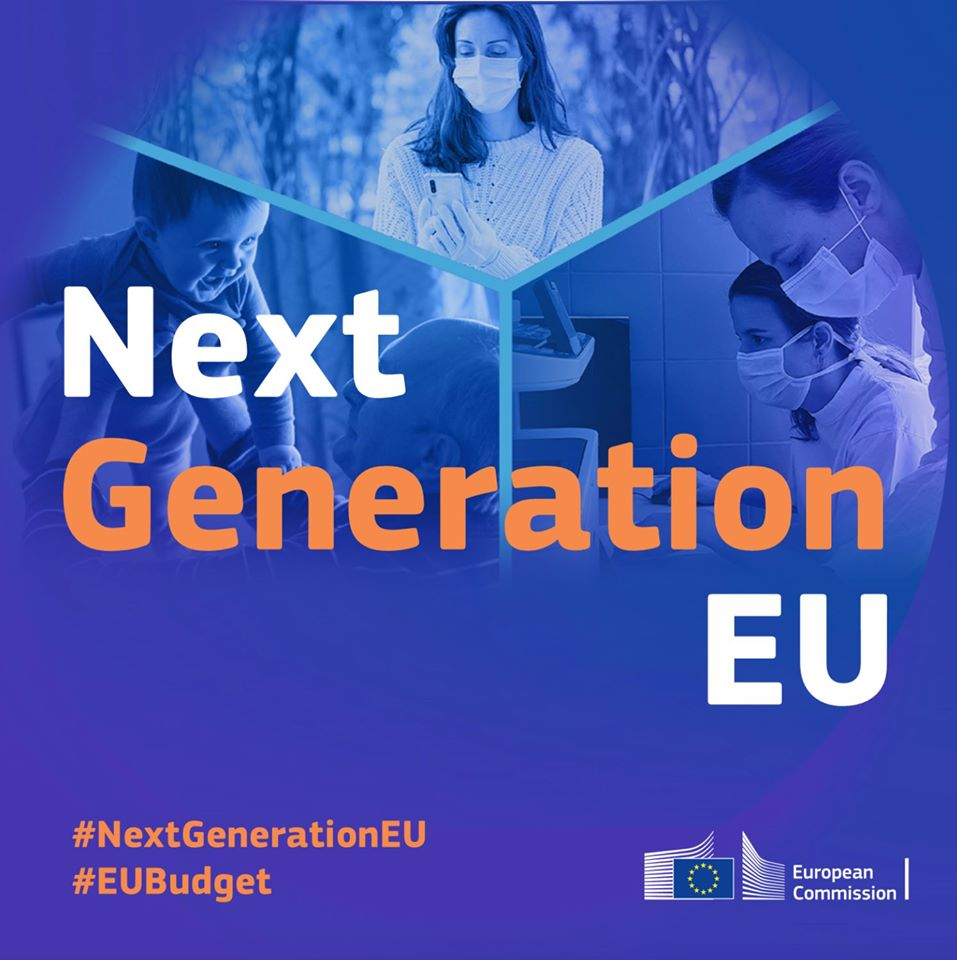 Next
Generation
EU
#NextGenerationEU
#EUBudget
European
Commission